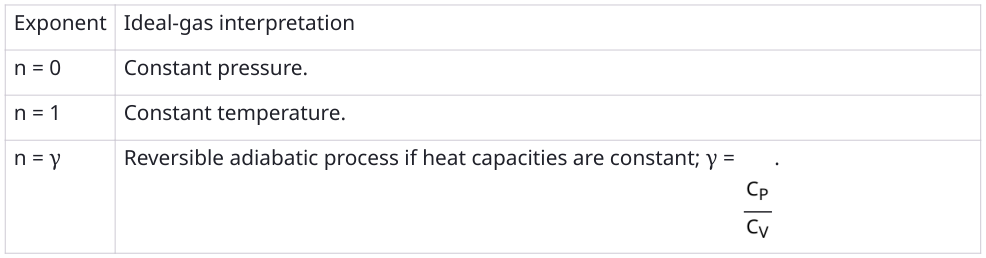 Exponent Ideal-gas interpretation
n = 0 Constant pressure.
n = 1 Constant temperature.
n = γ Reversible adiabatic process if heat capacities are constant; γ = .
C_P
C_V